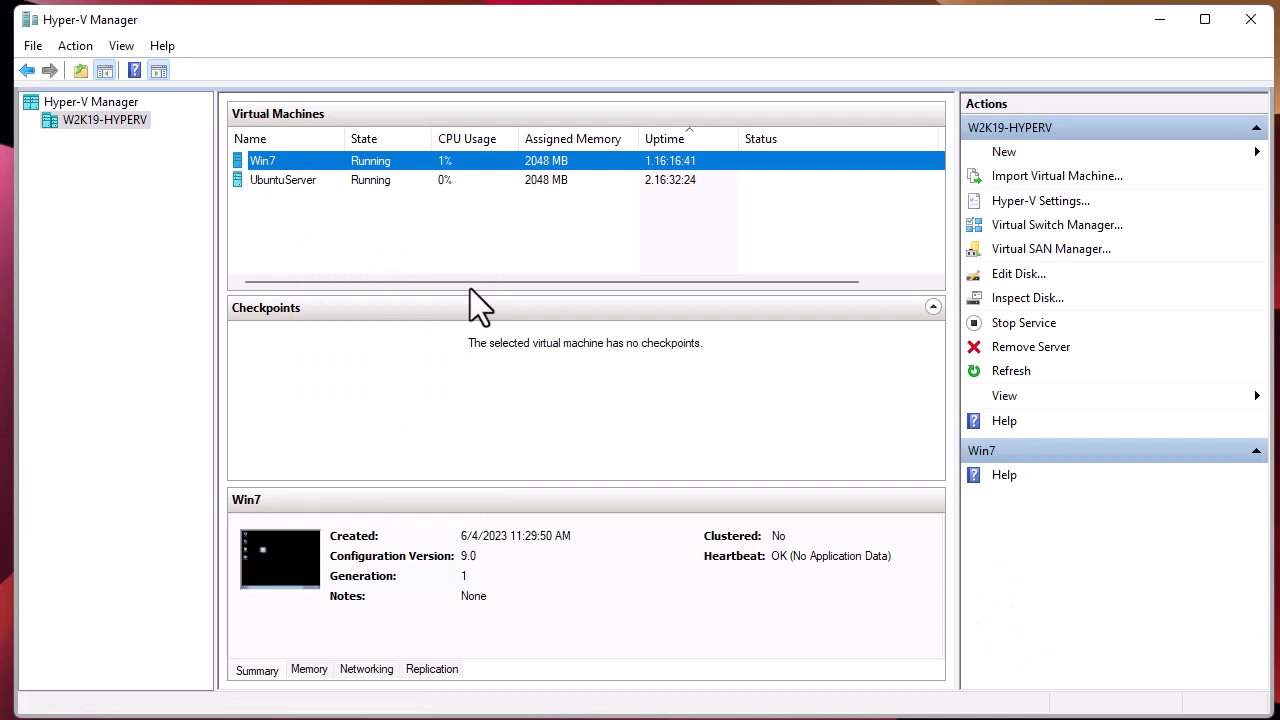 Hyper-V Manager
File Action View Help
Hyper-V Manager
W2K19-HYPERV
Virtual Machines
Name State CPU Usage Assigned Memory Uptime Status
Win7 Running 1% 2048 MB 1.16:16:41
UbuntuServer Running 0% 2048 MB 2.16:32:24
Checkpoints
The selected virtual machine has no checkpoints.
Win7
Created: 6/4/2023 11:29:50 AM Clustered: No
Configuration Version: 9.0 Heartbeat: OK (No Application Data)
Generation: 1
Notes: None
Summary Memory Networking Replication
Actions
W2K19-HYPERV
New
Import Virtual Machine...
Hyper-V Settings...
Virtual Switch Manager...
Virtual SAN Manager...
Edit Disk...
Inspect Disk...
Stop Service
Remove Server
Refresh
View
Help
Win7
Help